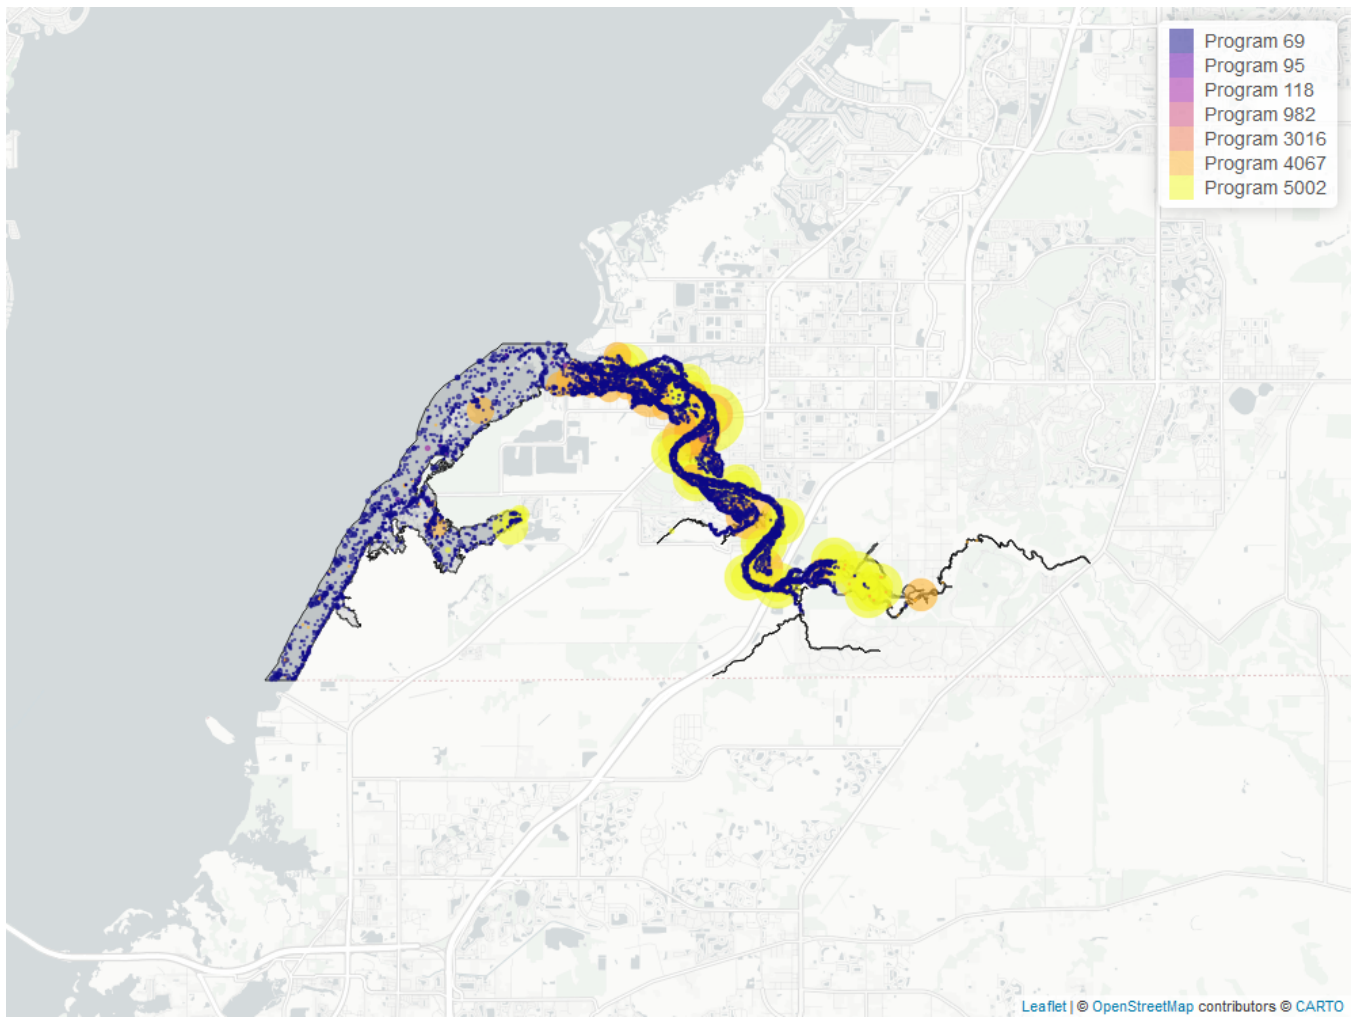 Program 69
Program 95
Program 118
Program 982
Program 3016
Program 4067
Program 5002
Leaflet | © OpenStreetMap contributors © CARTO